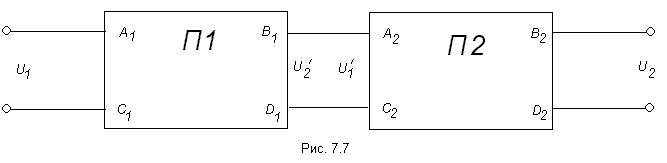 A1 П1 B1 A2 П2 B2
U1 U2′ U1′ U2
C1 D1 C2 D2
Рис. 7.7